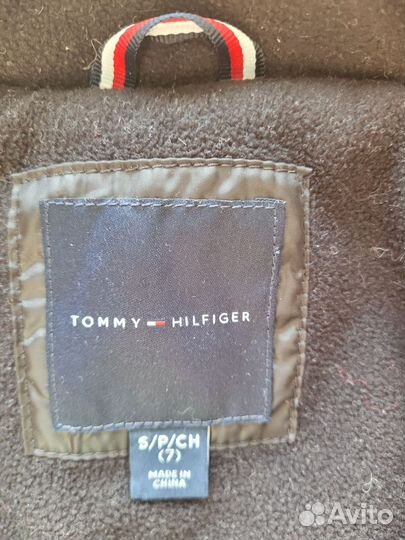 TOMMY HILFIGER
S/P/CH
(7)
MADE IN
CHINA
Avito